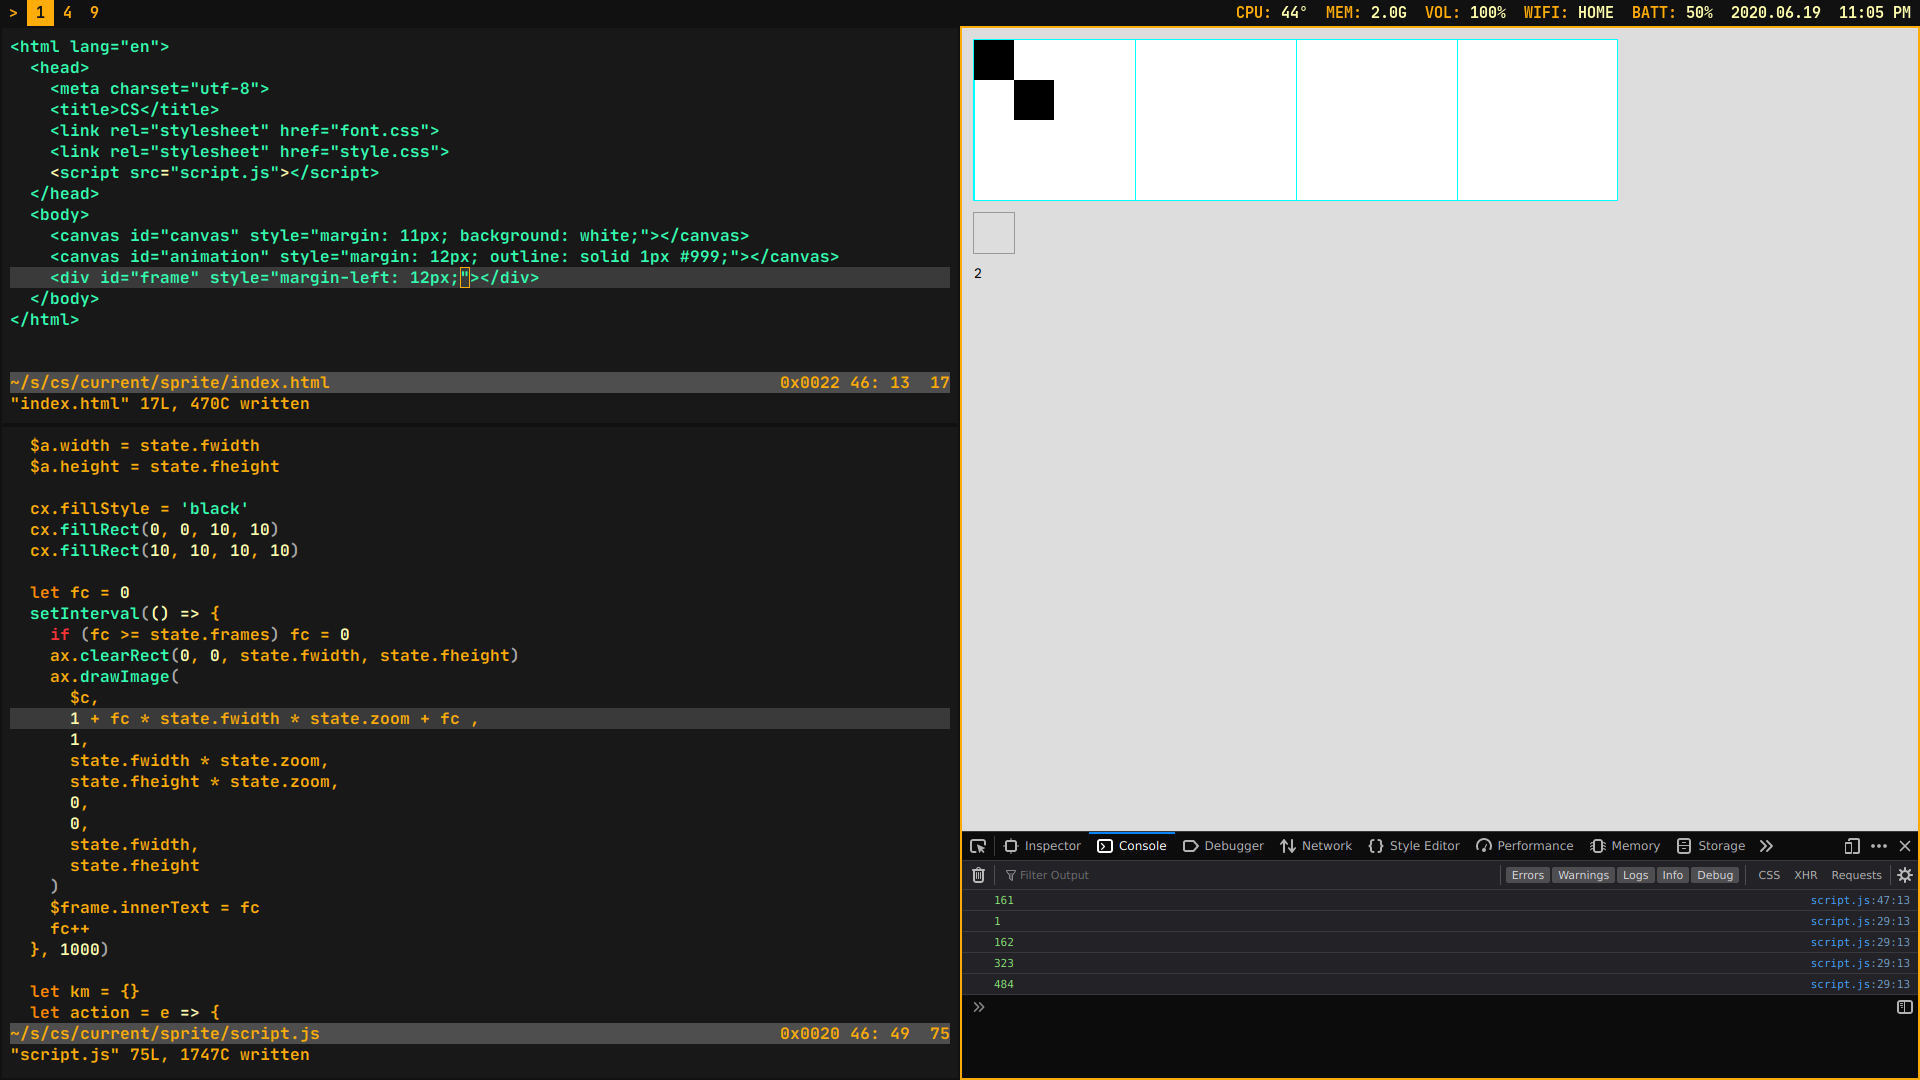 > 1 4 9 CPU: 44° MEM: 2.0G VOL: 100% WIFI: HOME BATT: 50% 2020.06.19 11:05 PM
<html lang="en">
<head>
<meta charset="utf-8">
<title>CS</title>
<link rel="stylesheet" href="font.css">
<link rel="stylesheet" href="style.css">
<script src="script.js"></script>
</head>
<body>
<canvas id="canvas" style="margin: 11px; background: white;"></canvas>
<canvas id="animation" style="margin: 12px; outline: solid 1px #999;"></canvas>
<div id="frame" style="margin-left: 12px;"></div>
</body>
</html>
~/s/cs/current/sprite/index.html 0x0022 46: 13 17
"index.html" 17L, 470C written
$a.width = state.fwidth
$a.height = state.fheight
cx.fillStyle = 'black'
cx.fillRect(0, 0, 10, 10)
cx.fillRect(10, 10, 10, 10)
let fc = 0
setInterval(() => {
if (fc >= state.frames) fc = 0
ax.clearRect(0, 0, state.fwidth, state.fheight)
ax.drawImage(
$c,
1 + fc * state.fwidth * state.zoom + fc ,
1,
state.fwidth * state.zoom,
state.fheight * state.zoom,
0,
0,
state.fwidth,
state.fheight
)
$frame.innerText = fc
fc++
}, 1000)
let km = {}
let action = e => {
~/s/cs/current/sprite/script.js 0x0020 46: 49 75
"script.js" 75L, 1747C written
2
Inspector Console Debugger Network Style Editor Performance Memory Storage
Filter Output Errors Warnings Logs Info Debug CSS XHR Requests
161 script.js:47:13
1 script.js:29:13
162 script.js:29:13
323 script.js:29:13
484 script.js:29:13